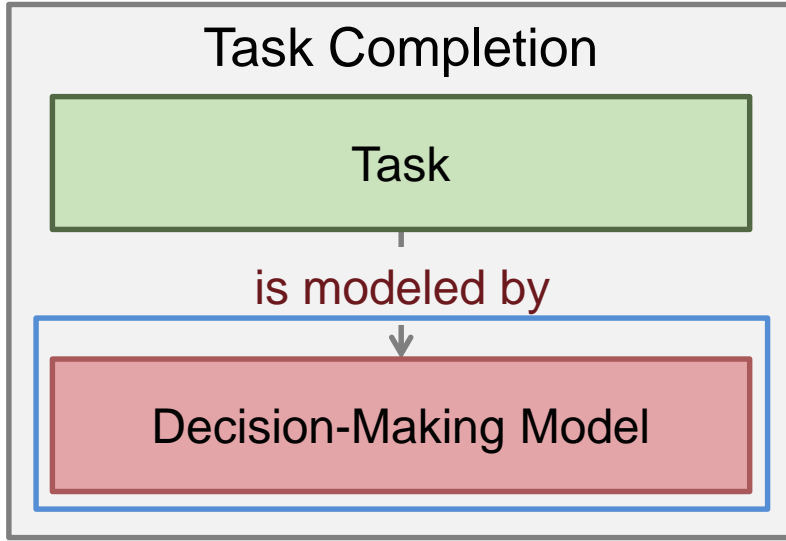 Task Completion
Task
is modeled by
Decision-Making Model